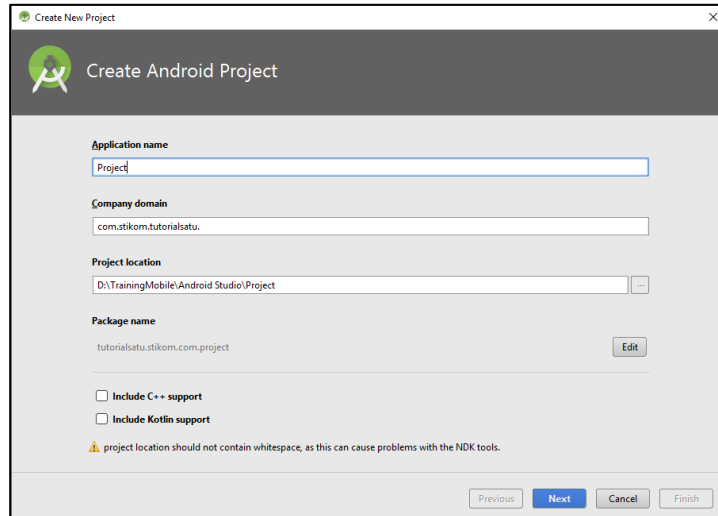 Create New Project
Create Android Project
Application name
Project
Company domain
com.stikom.tutorialsatu.
Project location
D:\TrainingMobile\Android Studio\Project
...
Package name
tutorialsatu.stikom.com.project
Edit
Include C++ support
Include Kotlin support
project location should not contain whitespace, as this can cause problems with the NDK tools.
Previous Next Cancel Finish